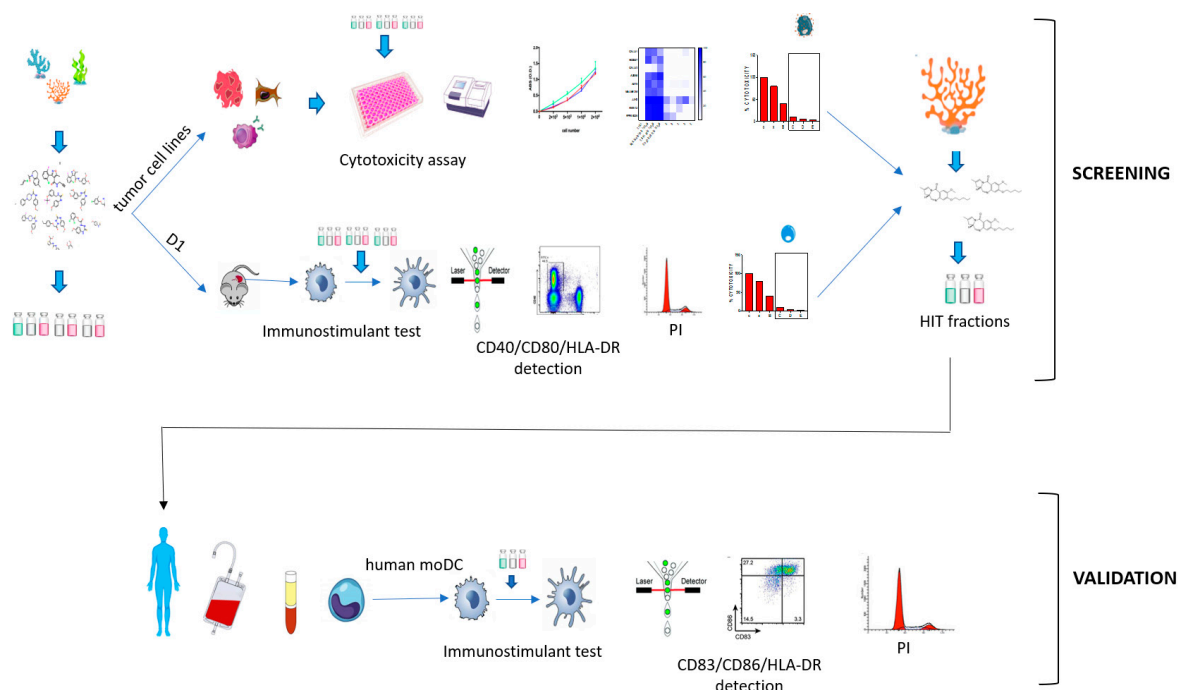 tumor cell lines
D1
Cytotoxicity assay
cell number
% CYTOTOXICITY
SCREENING
Immunostimulant test
Laser
Detector
CD40/CD80/HLA-DR
detection
PI
% CYTOTOXICITY
HIT fractions
human moDC
Immunostimulant test
Laser
Detector
27.2
14.5
3.3
CD86
CD83
CD83/CD86/HLA-DR
detection
PI
VALIDATION